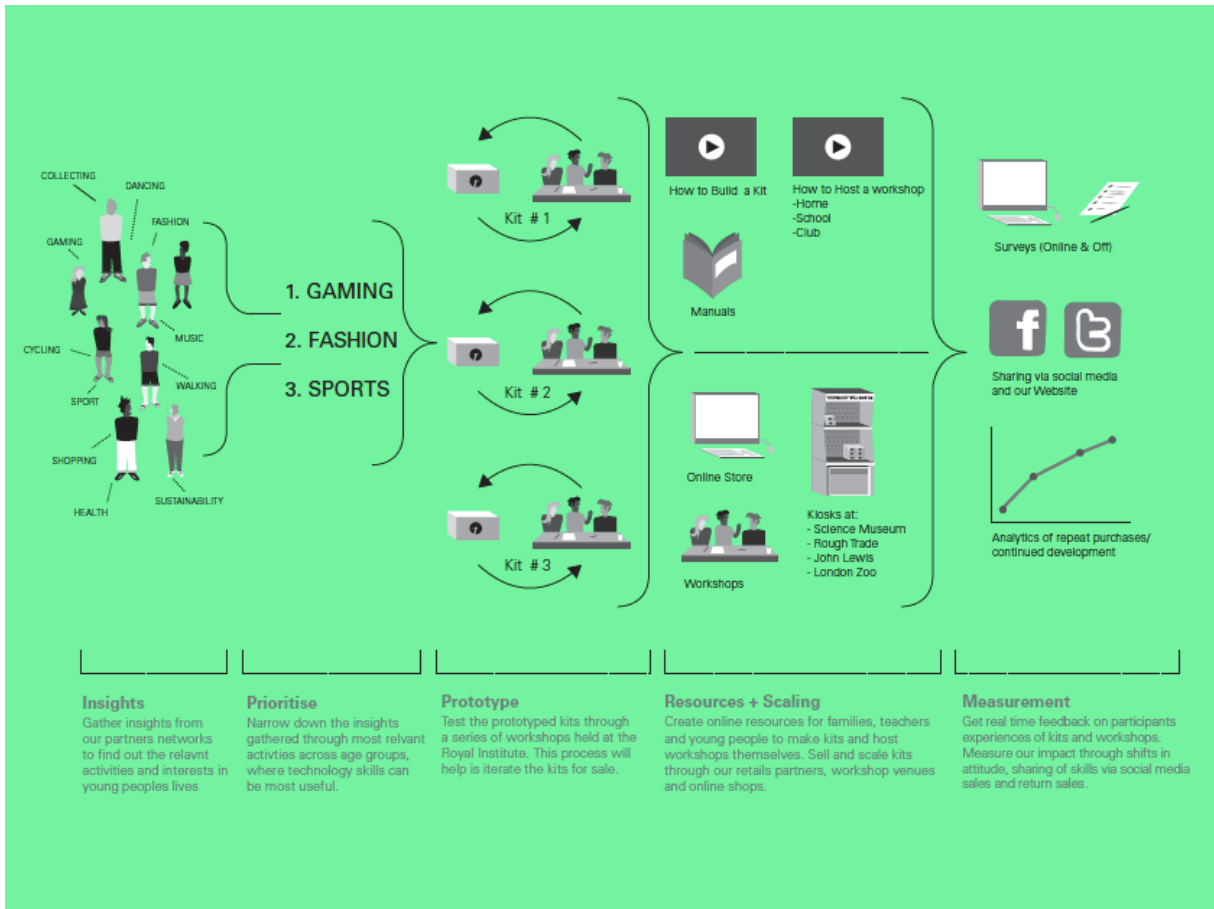 COLLECTING
DANCING
FASHION
GAMING
MUSIC
CYCLING
WALKING
SPORT
SHOPPING
SUSTAINABILITY
HEALTH
1. GAMING
2. FASHION
3. SPORTS
Kit # 1
Kit # 2
Kit # 3
How to Build a Kit
How to Host a workshop
-Home
-School
-Club
Manuals
Online Store
Workshops
Kiosks at:
- Science Museum
- Rough Trade
- John Lewis
- London Zoo
Surveys (Online & Off)
Sharing via social media
and our Website
Analytics of repeat purchases/
continued development
Insights
Gather insights from
our partners networks
to find out the relavnt
activities and interests in
young peoples lives
Prioritise
Narrow down the insights
gathered through most relvant
activties across age groups,
where technology skills can
be most useful.
Prototype
Test the prototyped kits through
a series of workshops held at the
Royal Institute. This process will
help is iterate the kits for sale.
Resources + Scaling
Create online resources for families, teachers
and young people to make kits and host
workshops themselves. Sell and scale kits
through our retails partners, workshop venues
and online shops.
Measurement
Get real time feedback on participants
experiences of kits and workshops.
Measure our impact through shifts in
attitude, sharing of skills via social media
sales and return sales.